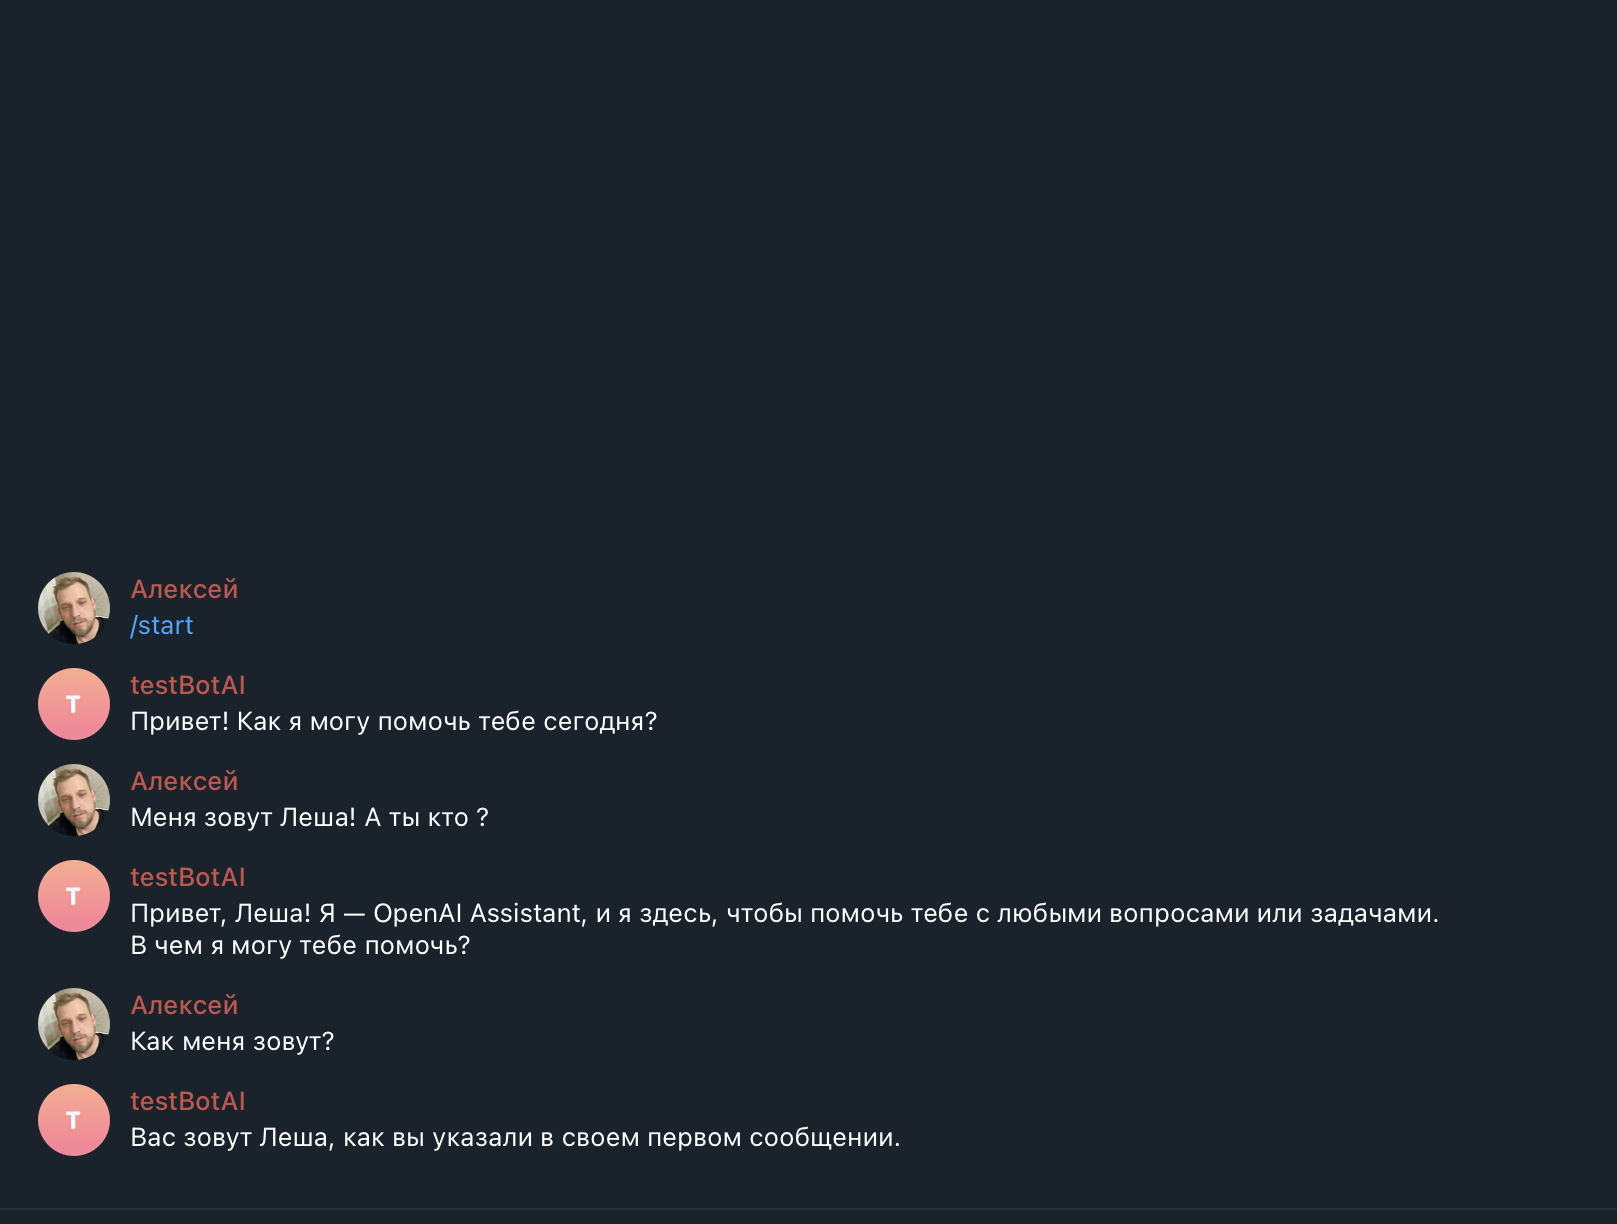 Алексей
/start
T
testBotAI
Привет! Как я могу помочь тебе сегодня?
Алексей
Меня зовут Леша! А ты кто ?
T
testBotAI
Привет, Леша! Я — OpenAI Assistant, и я здесь, чтобы помочь тебе с любыми вопросами или задачами.
В чем я могу тебе помочь?
Алексей
Как меня зовут?
T
testBotAI
Вас зовут Леша, как вы указали в своем первом сообщении.